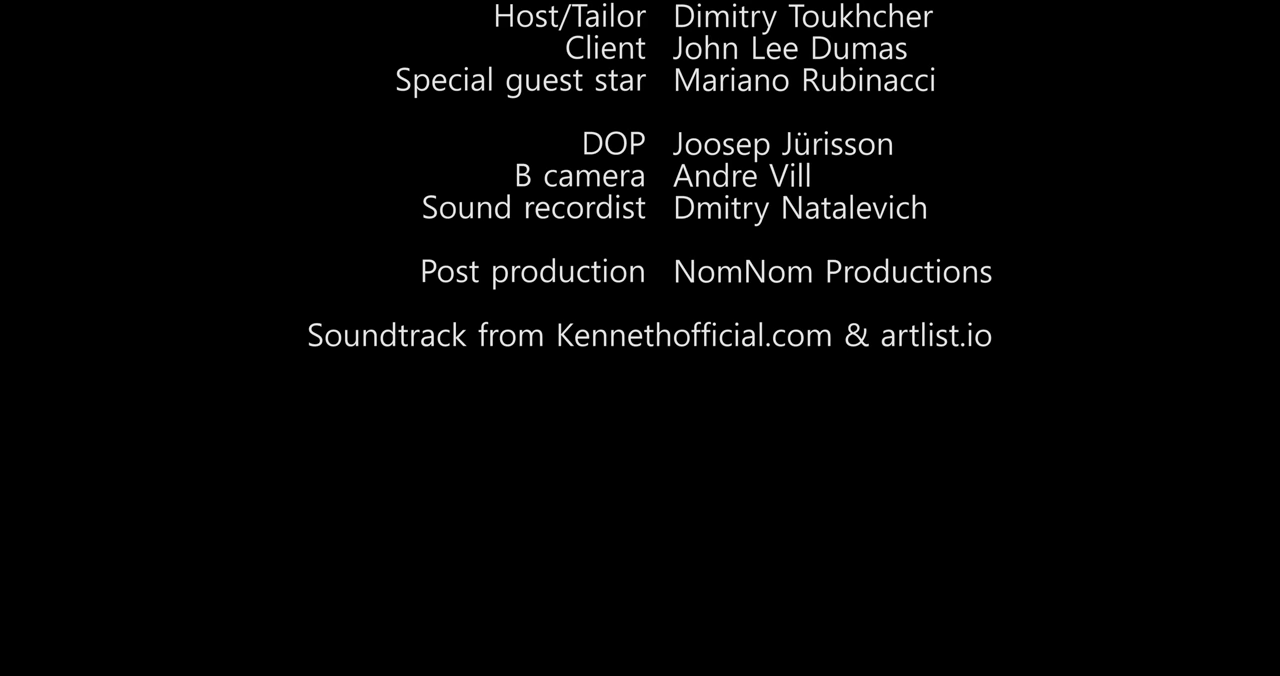 Host/Tailor Dimitry Toukhcher
Client John Lee Dumas
Special guest star Mariano Rubinacci
DOP Joosep Jürisson
B camera Andre Vill
Sound recordist Dmitry Natalevich
Post production NomNom Productions
Soundtrack from Kennethofficial.com & artlist.io